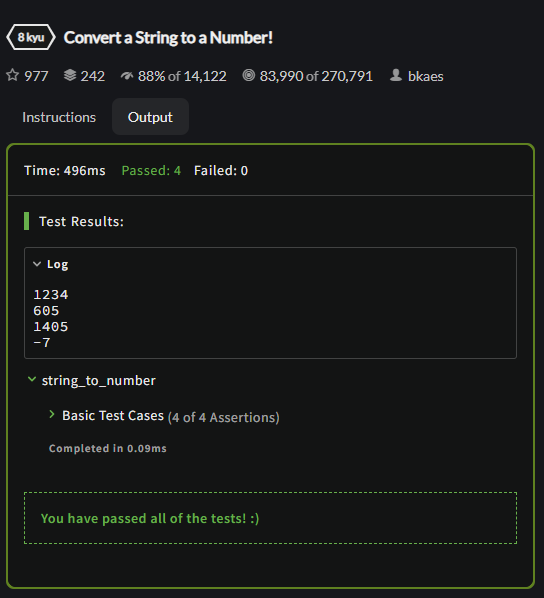 8 kyu Convert a String to a Number!
977 242 88% of 14,122 83,990 of 270,791 bkaes
Instructions Output
Time: 496ms Passed: 4 Failed: 0
Test Results:
Log
1234
605
1405
-7
string_to_number
Basic Test Cases (4 of 4 Assertions)
Completed in 0.09ms
You have passed all of the tests! :)